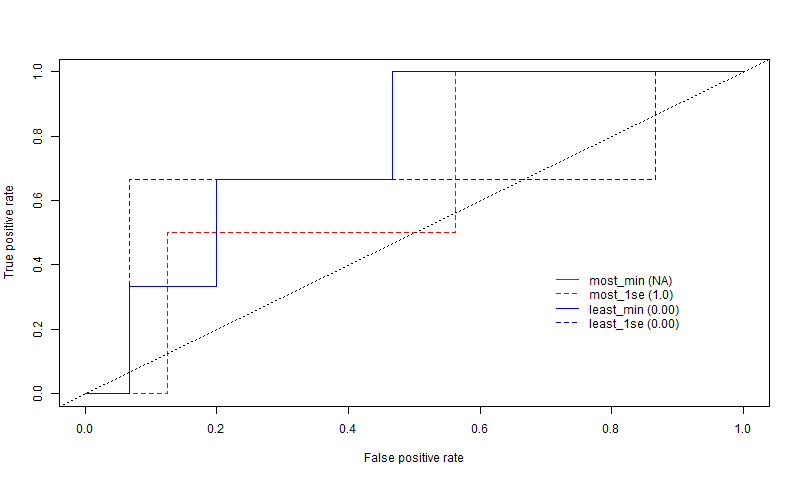 True positive rate
1.0
0.8
0.6
0.4
0.2
0.0
most_min (NA)
most_1se (1.0)
least_min (0.00)
least_1se (0.00)
0.0 0.2 0.4 0.6 0.8 1.0
False positive rate